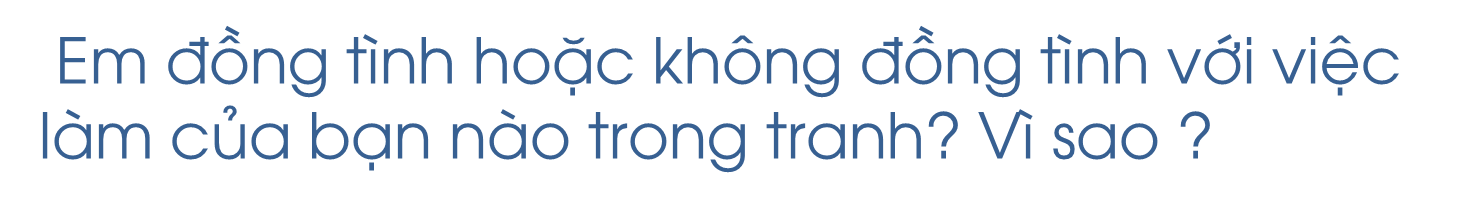 Em đồng tình hoặc không đồng tình với việc
làm của bạn nào trong tranh? Vì sao ?